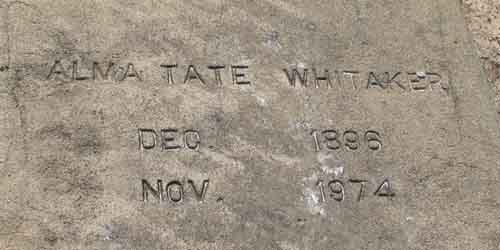 ALMA TATE WHITAKER
DEC. 1896
NOV. 1974